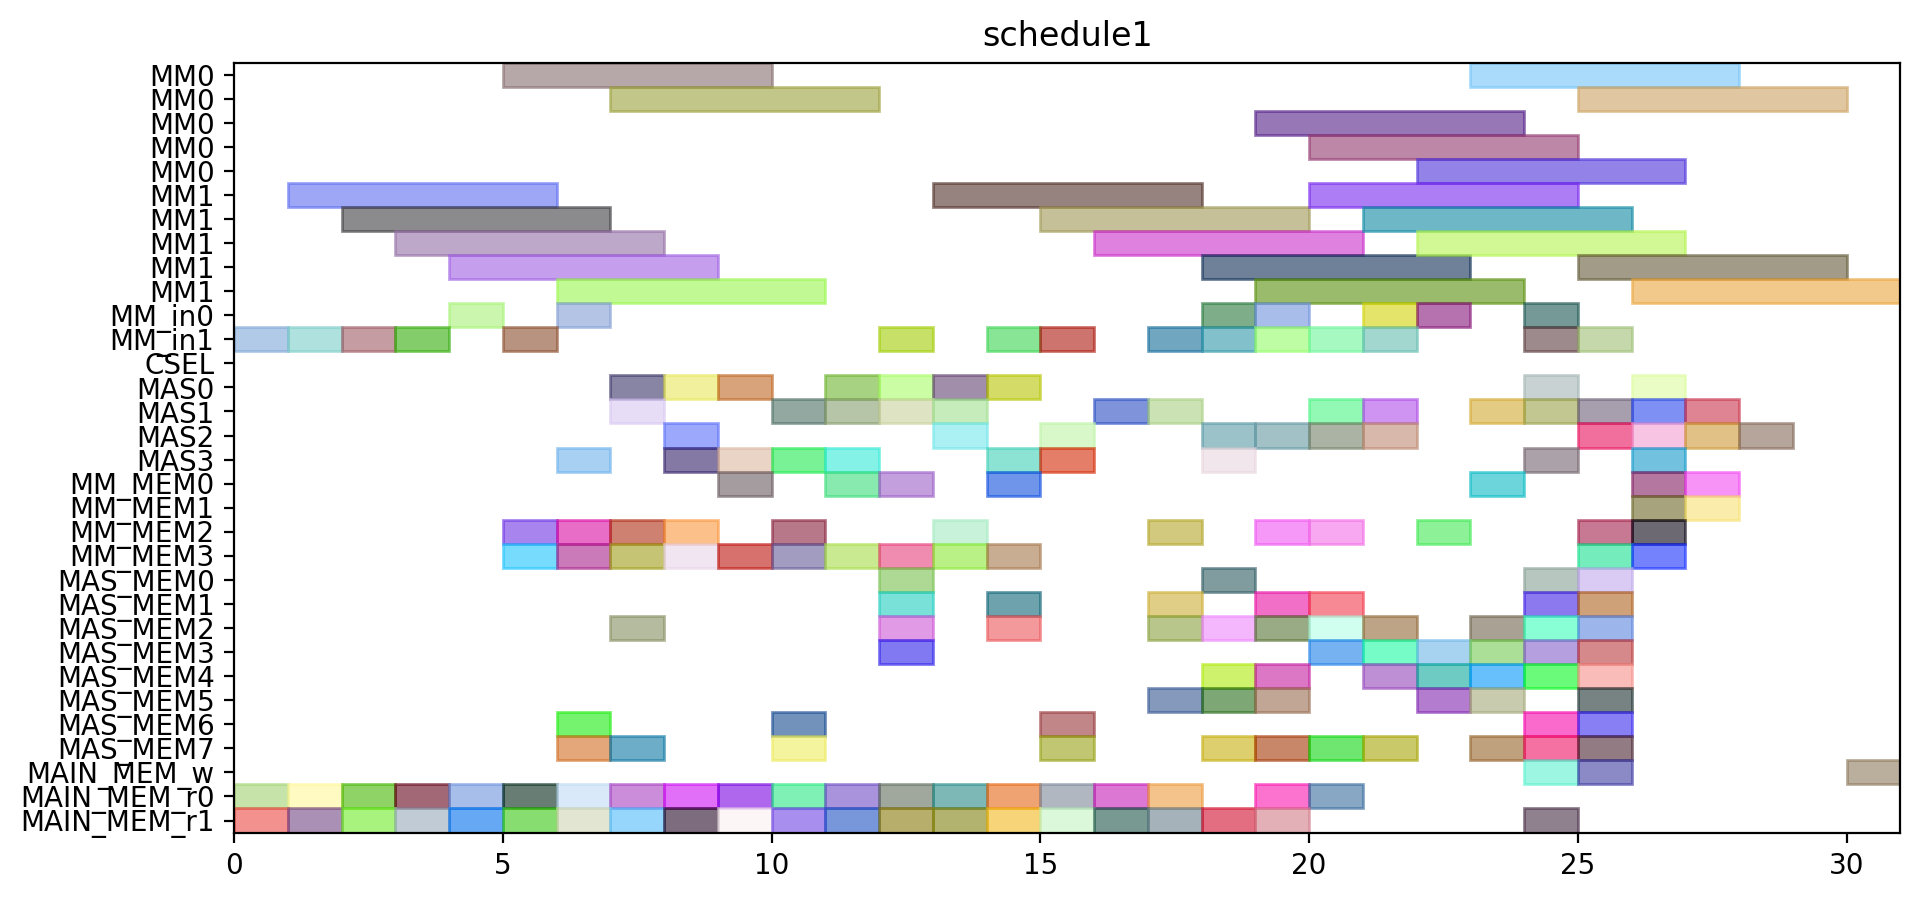 schedule1
MM0
MM0
MM0
MM0
MM0
MM1
MM1
MM1
MM1
MM1
MM_in0
MM_in1
CSEL
MAS0
MAS1
MAS2
MAS3
MM_MEM0
MM_MEM1
MM_MEM2
MM_MEM3
MAS_MEM0
MAS_MEM1
MAS_MEM2
MAS_MEM3
MAS_MEM4
MAS_MEM5
MAS_MEM6
MAS_MEM7
MAIN_MEM_w
MAIN_MEM_r0
MAIN_MEM_r1
0 5 10 15 20 25 30